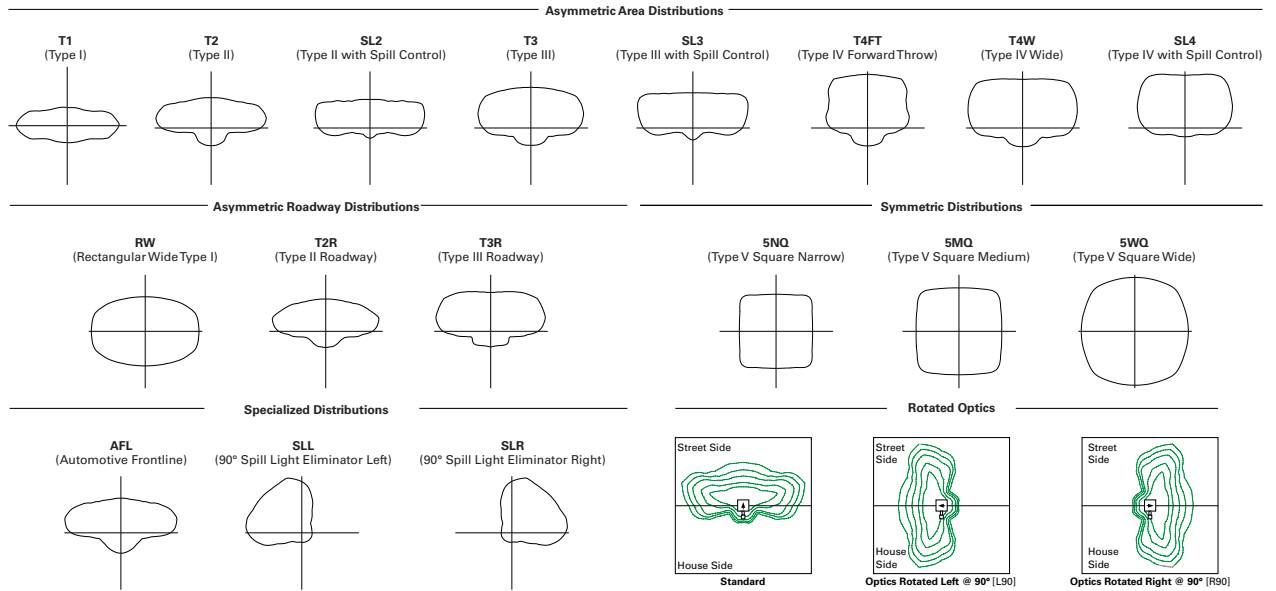 Asymmetric Area Distributions
T1
(Type I)
T2
(Type II)
SL2
(Type II with Spill Control)
T3
(Type III)
SL3
(Type III with Spill Control)
T4FT
(Type IV Forward Throw)
T4W
(Type IV Wide)
SL4
(Type IV with Spill Control)
Asymmetric Roadway Distributions
RW
(Rectangular Wide Type I)
T2R
(Type II Roadway)
T3R
(Type III Roadway)
Symmetric Distributions
5NQ
(Type V Square Narrow)
5MQ
(Type V Square Medium)
5WQ
(Type V Square Wide)
Specialized Distributions
AFL
(Automotive Frontline)
SLL
(90° Spill Light Eliminator Left)
SLR
(90° Spill Light Eliminator Right)
Rotated Optics
Street Side
House Side
Standard
Street
Side
House
Side
Optics Rotated Left @ 90° [L90]
Street
Side
House
Side
Optics Rotated Right @ 90° [R90]